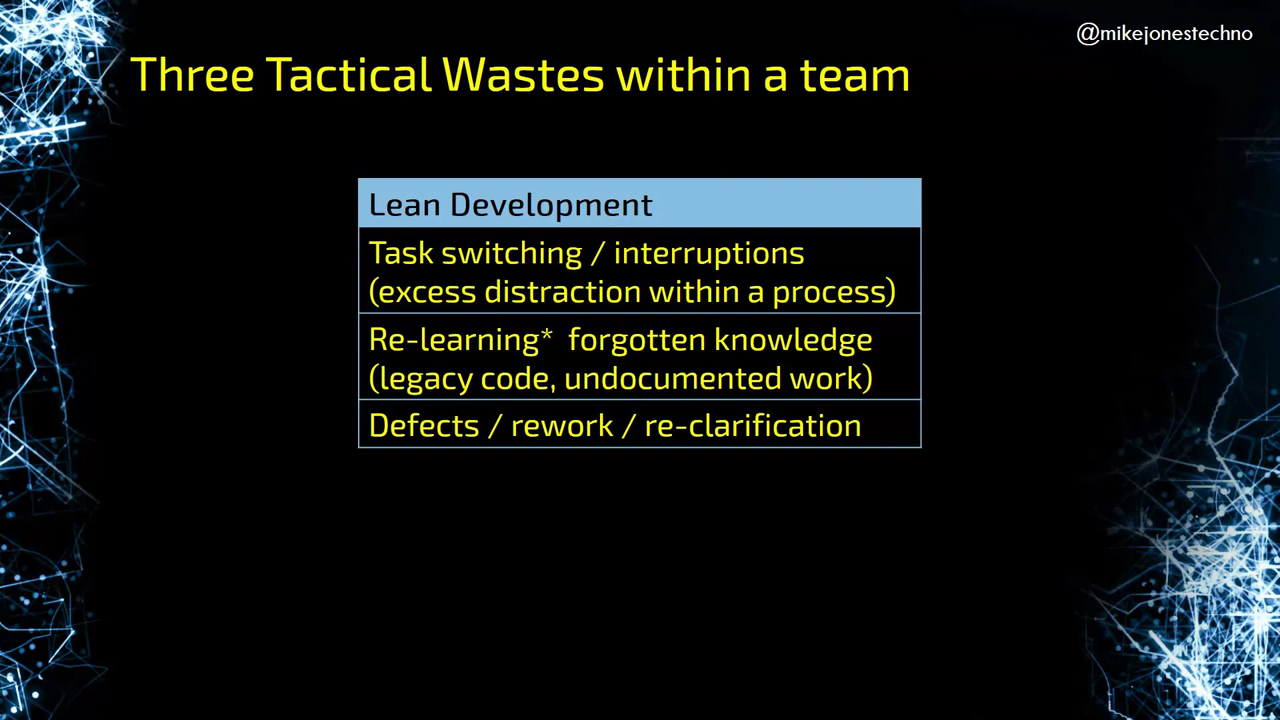 @mikejonestechno
Three Tactical Wastes within a team
Lean Development
Task switching / interruptions
(excess distraction within a process)
Re-learning*  forgotten knowledge
(legacy code, undocumented work)
Defects / rework / re-clarification